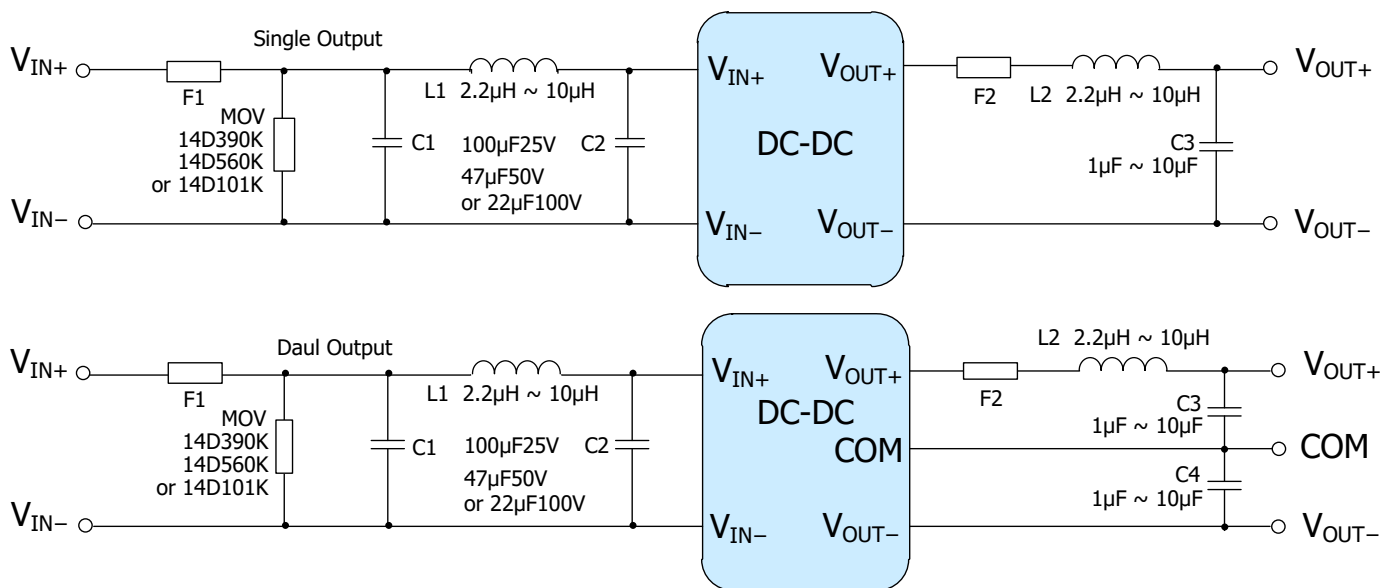 Single Output
VIN+
F1
MOV
14D390K
14D560K
or 14D101K
C1
L1 2.2µH ~ 10µH
100µF25V
47µF50V
or 22µF100V
C2
VIN−
VIN+
VOUT+
DC-DC
VIN−
VOUT−
F2
L2 2.2µH ~ 10µH
C3
1µF ~ 10µF
VOUT+
VOUT−
Daul Output
VIN+
F1
MOV
14D390K
14D560K
or 14D101K
C1
L1 2.2µH ~ 10µH
100µF25V
47µF50V
or 22µF100V
C2
VIN−
VIN+
VOUT+
DC-DC
COM
VIN−
VOUT−
L2 2.2µH ~ 10µH
F2
C3
1µF ~ 10µF
C4
1µF ~ 10µF
VOUT+
COM
VOUT−